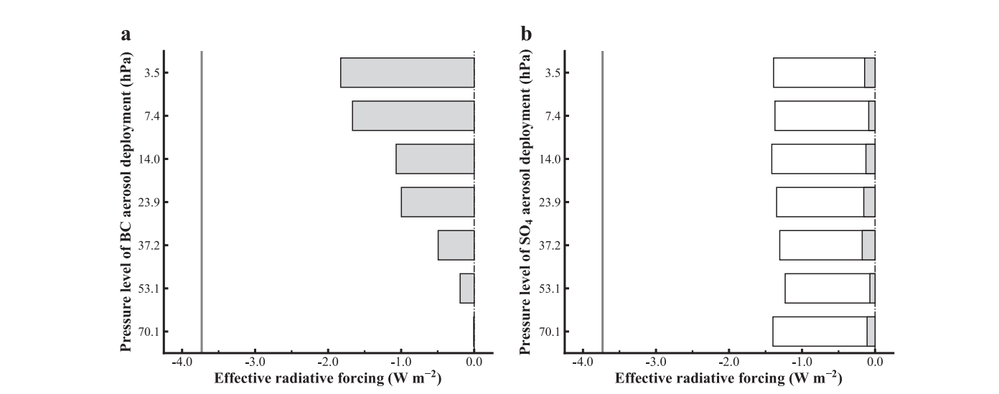 a
Pressure level of BC aerosol deployment (hPa)
3.5
7.4
14.0
23.9
37.2
53.1
70.1
-4.0 -3.0 -2.0 -1.0 0.0
Effective radiative forcing (W m⁻²)
b
Pressure level of SO₄ aerosol deployment (hPa)
3.5
7.4
14.0
23.9
37.2
53.1
70.1
-4.0 -3.0 -2.0 -1.0 0.0
Effective radiative forcing (W m⁻²)